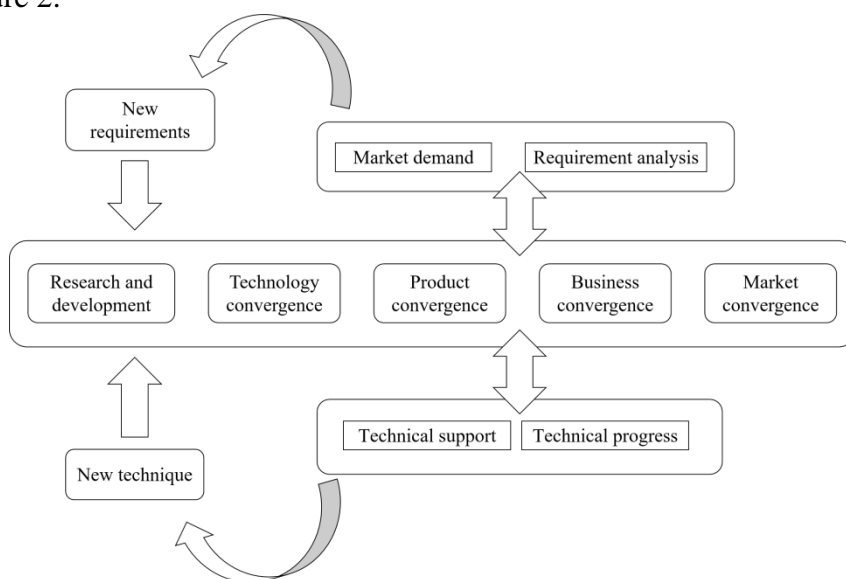 ure 2.
New
requirements
Market demand
Requirement analysis
Research and
development
Technology
convergence
Product
convergence
Business
convergence
Market
convergence
Technical support
Technical progress
New technique